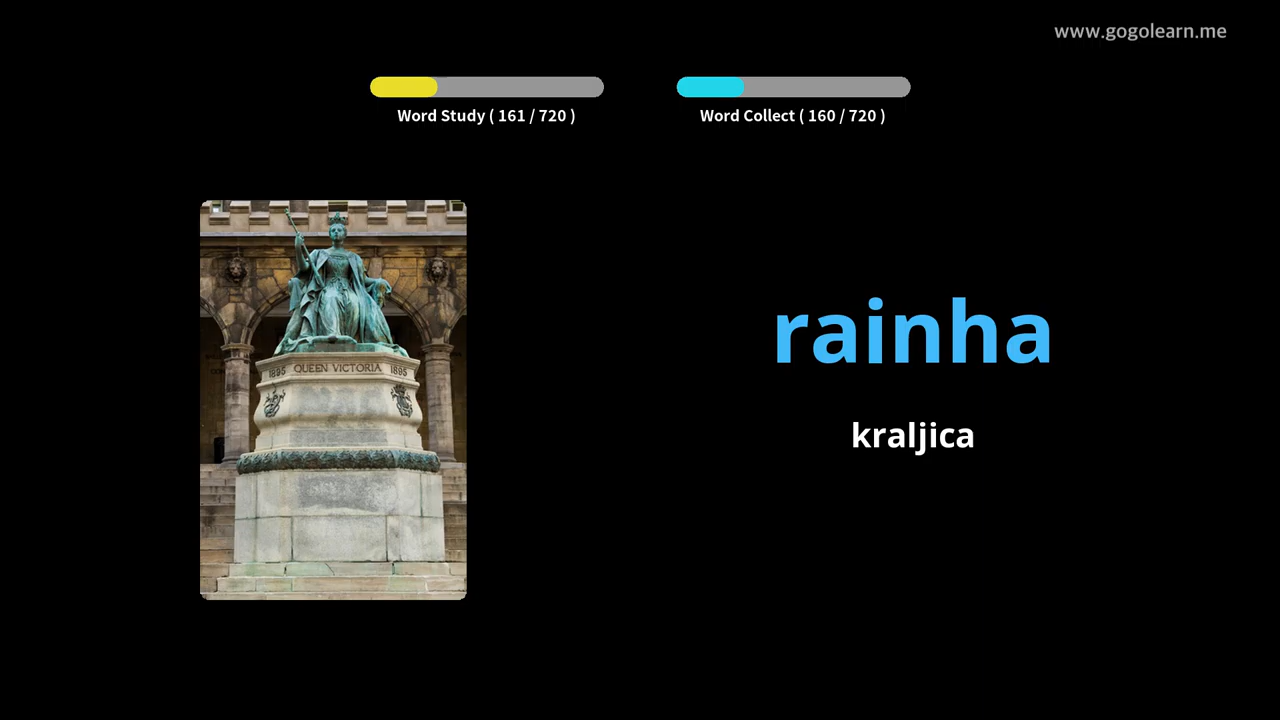 www.gogolearn.me
Word Study ( 161 / 720 )
Word Collect ( 160 / 720 )
1895 QUEEN VICTORIA 1895
rainha
kraljica